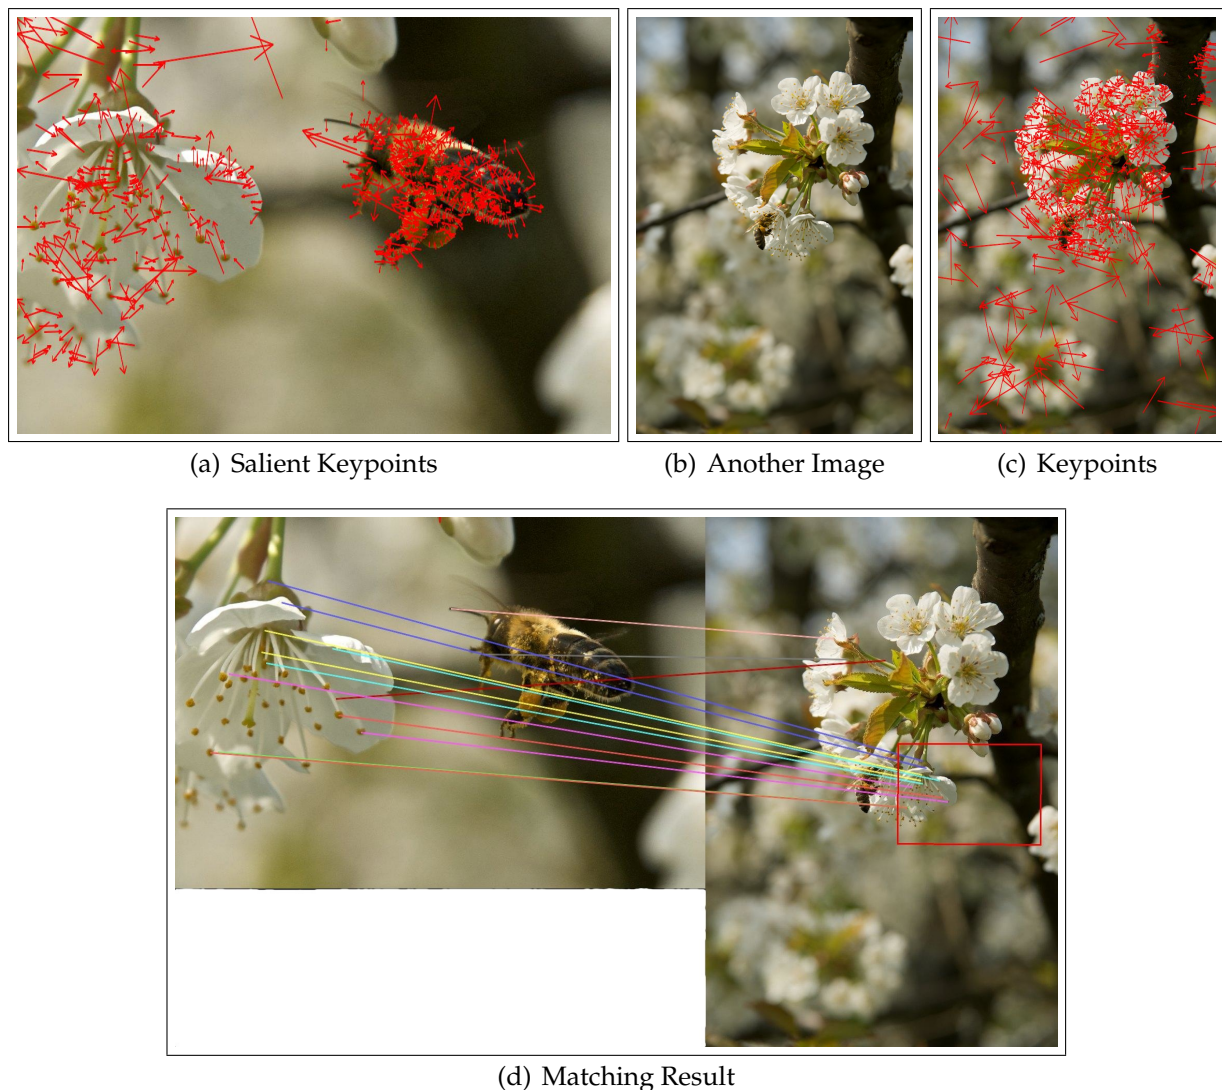 (a) Salient Keypoints
(b) Another Image
(c) Keypoints
(d) Matching Result